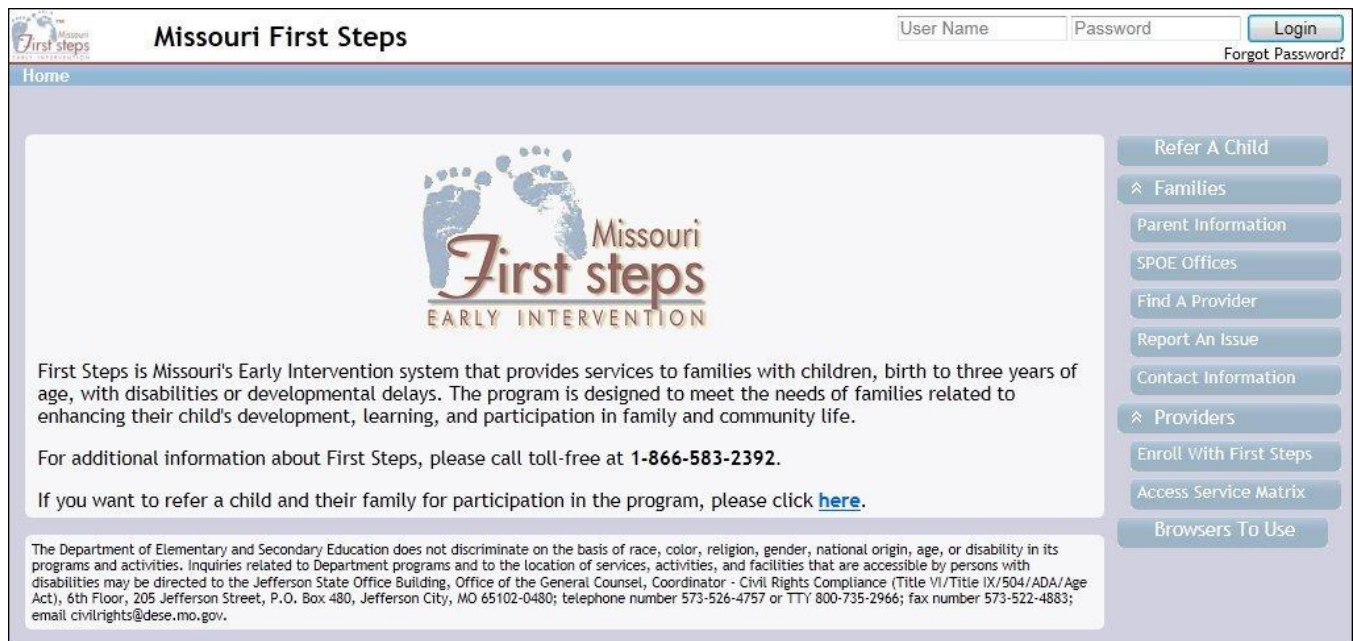 Missouri
First steps
EARLY INTERVENTION
Missouri First Steps
User Name
Password
Login
Forgot Password?
Home
Missouri
First steps
EARLY INTERVENTION
First Steps is Missouri's Early Intervention system that provides services to families with children, birth to three years of
age, with disabilities or developmental delays. The program is designed to meet the needs of families related to
enhancing their child's development, learning, and participation in family and community life.
For additional information about First Steps, please call toll-free at 1-866-583-2392.
If you want to refer a child and their family for participation in the program, please click here.
The Department of Elementary and Secondary Education does not discriminate on the basis of race, color, religion, gender, national origin, age, or disability in its
programs and activities. Inquiries related to Department programs and to the location of services, activities, and facilities that are accessible by persons with
disabilities may be directed to the Jefferson State Office Building, Office of the General Counsel, Coordinator - Civil Rights Compliance (Title VI/Title IX/504/ADA/Age
Act), 6th Floor, 205 Jefferson Street, P.O. Box 480, Jefferson City, MO 65102-0480; telephone number 573-526-4757 or TTY 800-735-2966; fax number 573-522-4883;
email civilrights@dese.mo.gov.
Refer A Child
Families
Parent Information
SPOE Offices
Find A Provider
Report An Issue
Contact Information
Providers
Enroll With First Steps
Access Service Matrix
Browsers To Use